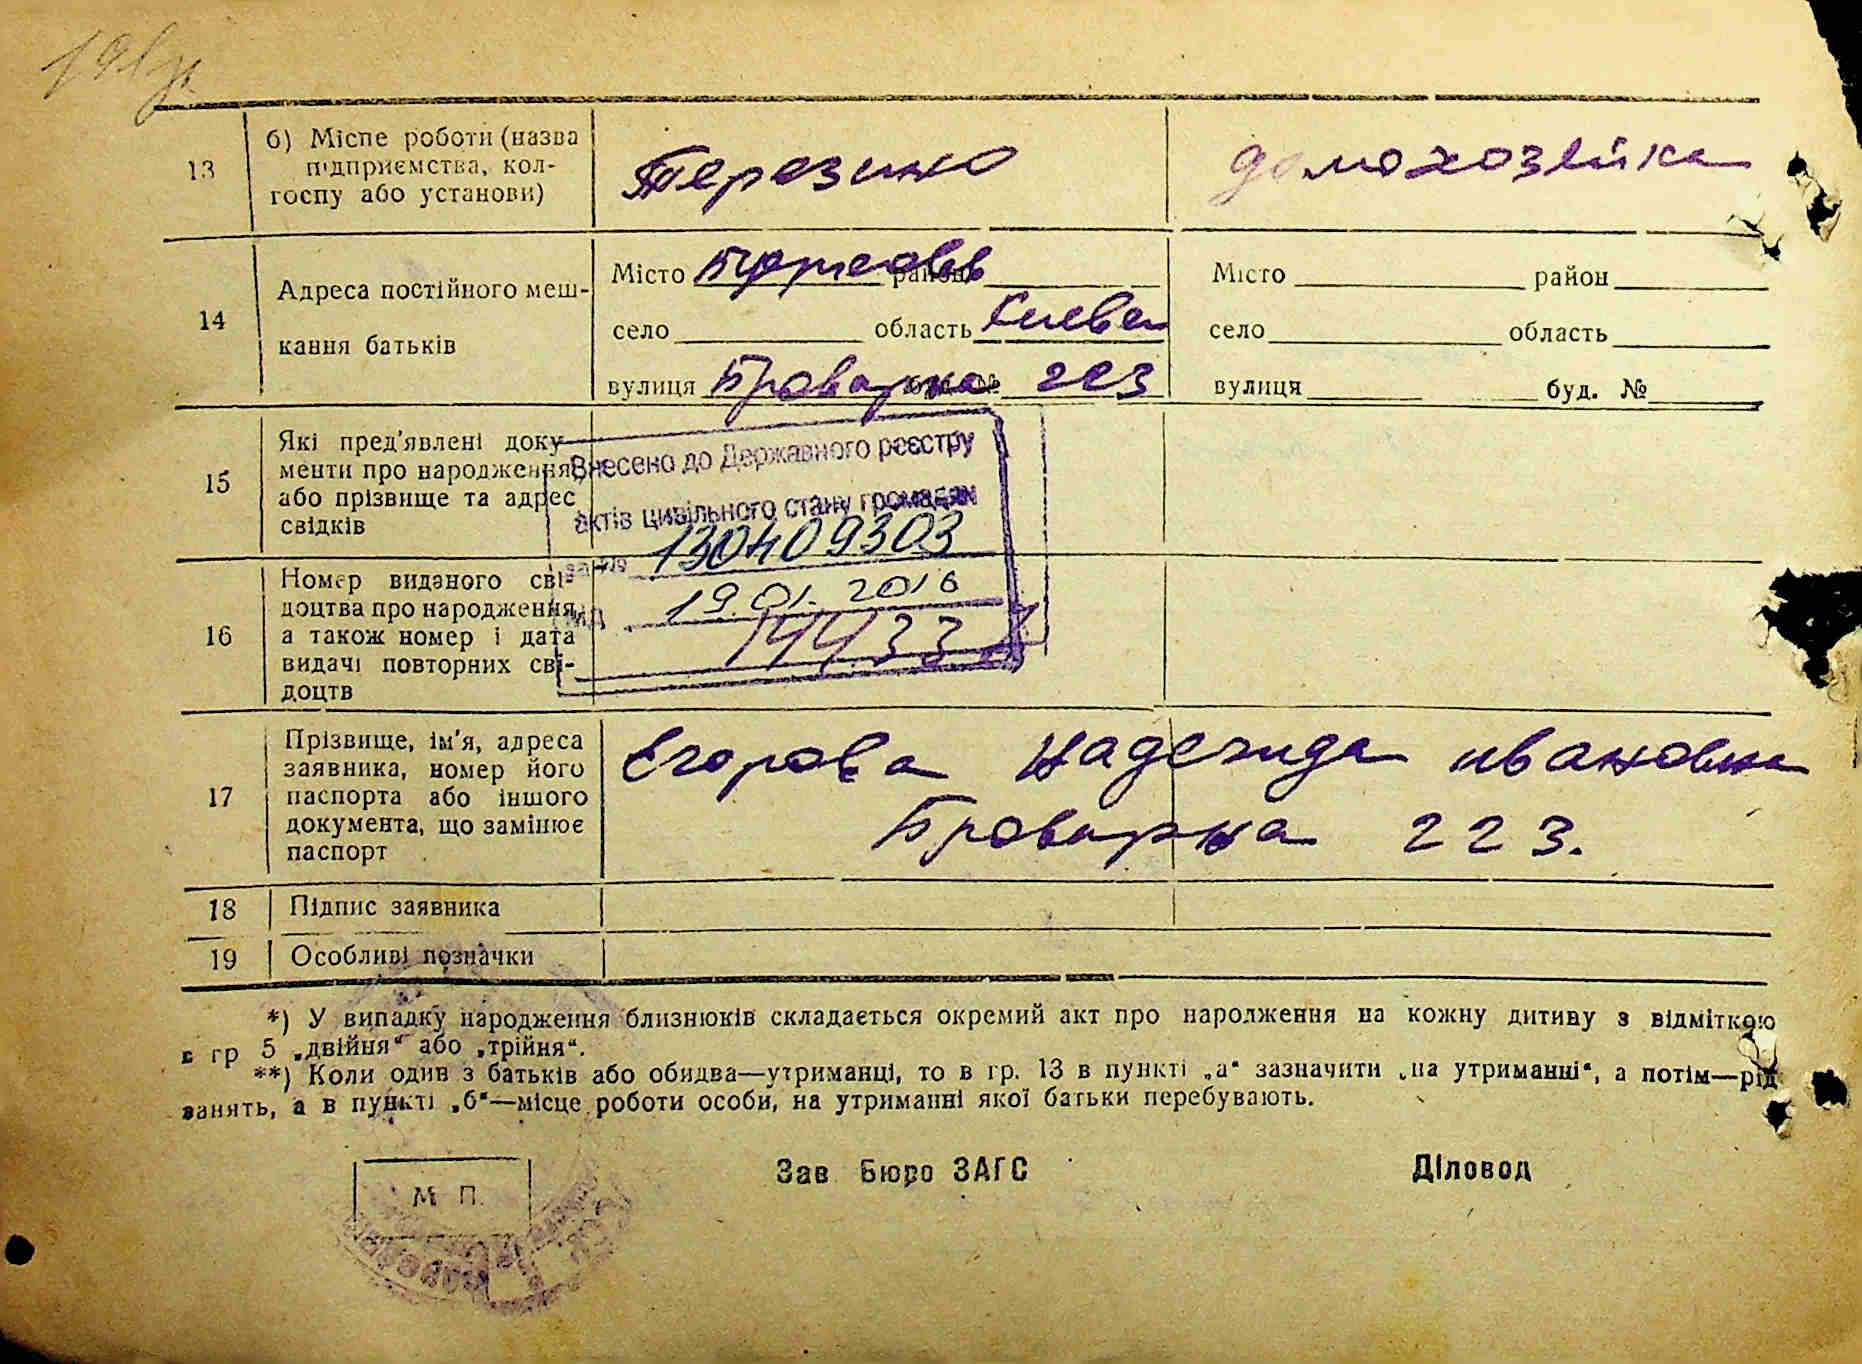 13
б) Місце роботи (назва
підприємства, кол-
госпу або установи)
Терезино
домохозяйка
14
Адреса постійного меш-
кання батьків
Місто район
село область Киевск
вулиця Броварна буд. № 223
Місто район
село область
вулиця буд. №
15
Які пред'явлені доку-
менти про народження
або прізвище та адрес
свідків
Внесено до Державного реєстру
актів цивільного стану громадян
за № 130409303
19.01.2016
16
Номер виданого сві-
доцтва про народження,
а також номер і дата
видачі повторних сві-
доцтв
17
Прізвище, ім'я, адреса
заявника, номер його
паспорта або іншого
документа, що замінює
паспорт
Егорова Надежда Ивановна
Броварна 223.
18
Підпис заявника
19
Особливі позначки
*) У випадку народження близнюків складається окремий акт про народження на кожну дитину з відміткою
в гр 5 „двійня“ або „трійня“.
**) Коли один з батьків або обидва—утриманці, то в гр. 13 в пункті „а“ зазначити „на утриманні“, а потім—рід
занять, а в пункті „б“—місце роботи особи, на утриманні якої батьки перебувають.
М П.
Зав Бюро ЗАГС
Діловод